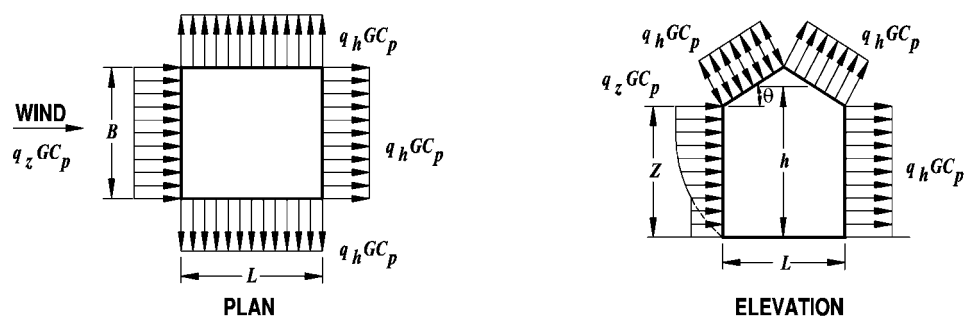 q h GC p
WIND
q z GC p
B
q h GC p
q h GC p
L
PLAN
q h GC p
q h GC p
q z GC p
θ
Z
h
q h GC p
L
ELEVATION